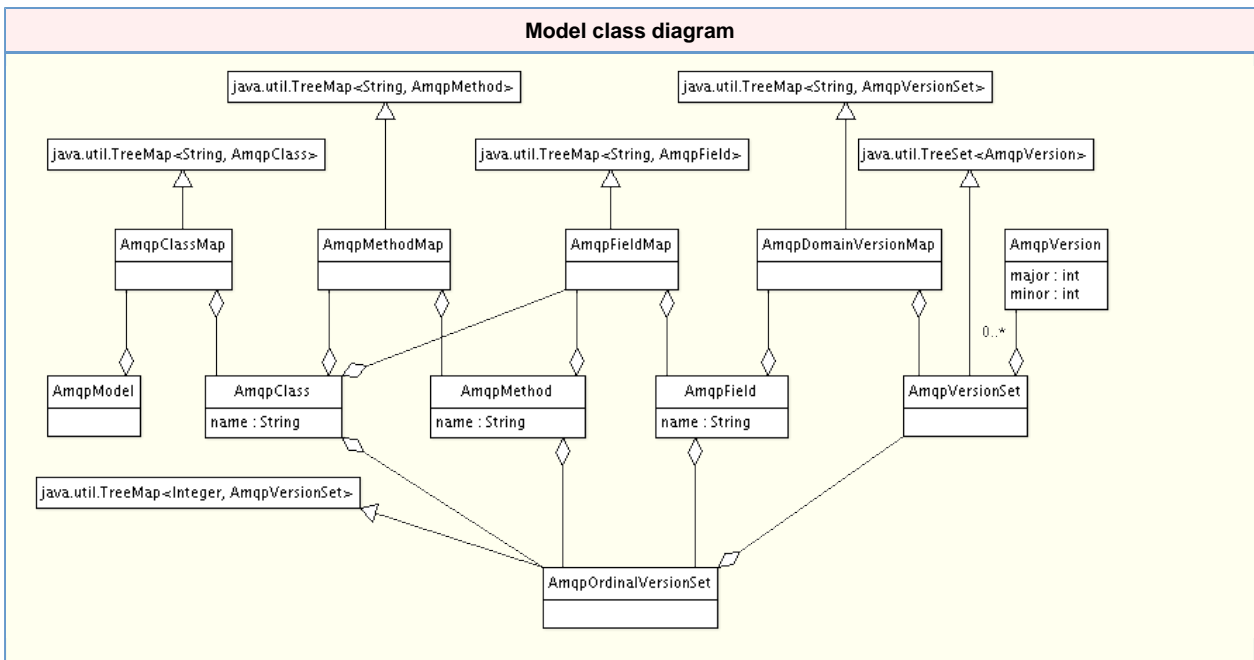 Model class diagram
java.util.TreeMap<String, AmqpMethod>
java.util.TreeMap<String, AmqpVersionSet>
java.util.TreeMap<String, AmqpClass>
java.util.TreeMap<String, AmqpField>
java.util.TreeSet<AmqpVersion>
AmqpClassMap
AmqpMethodMap
AmqpFieldMap
AmqpDomainVersionMap
AmqpVersion
major : int
minor : int
0..*
AmqpModel
AmqpClass
name : String
AmqpMethod
name : String
AmqpField
name : String
AmqpVersionSet
java.util.TreeMap<Integer, AmqpVersionSet>
AmqpOrdinalVersionSet